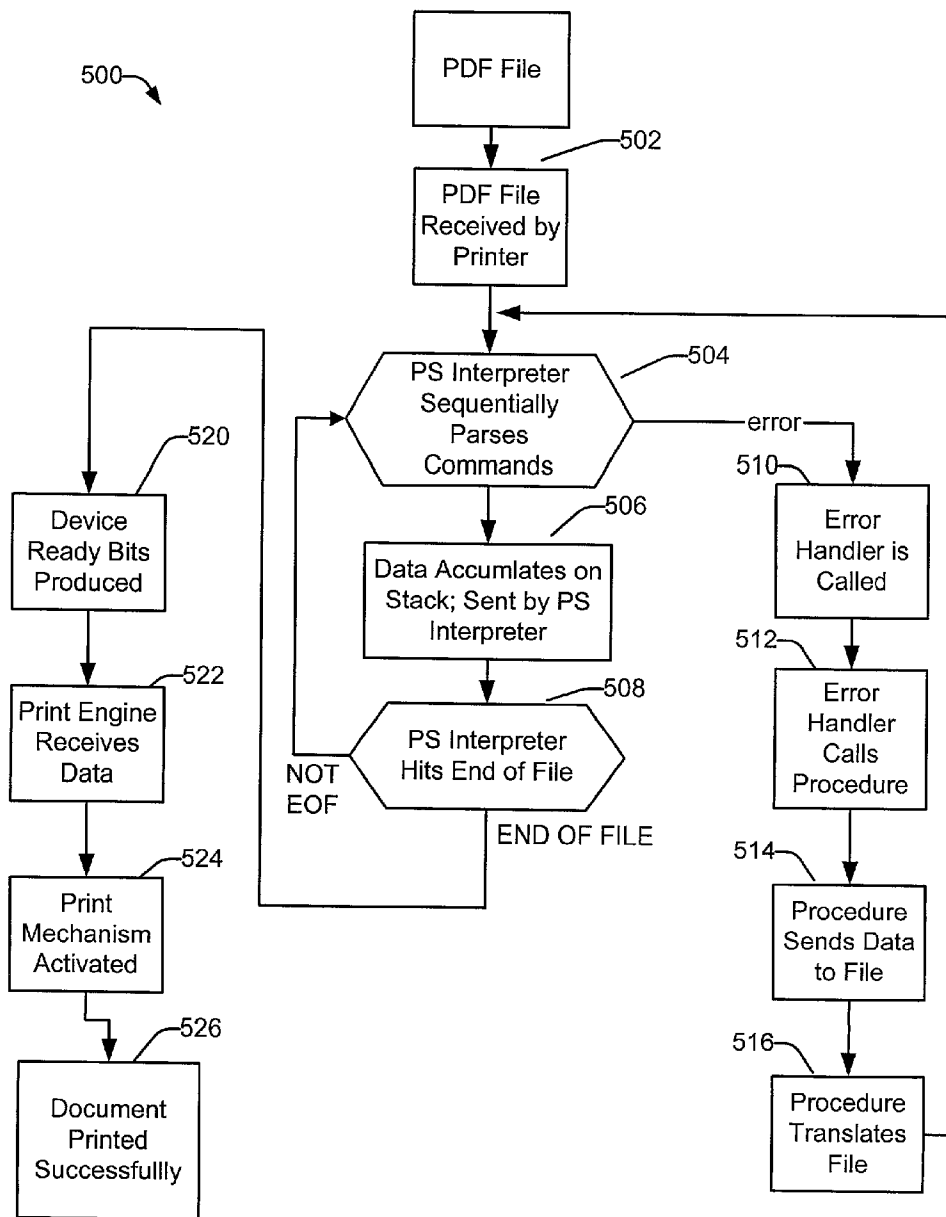 500
PDF File
502
PDF File
Received by
Printer
504
PS Interpreter
Sequentially
Parses
Commands
error
506
Data Accumlates on
Stack; Sent by PS
Interpreter
508
PS Interpreter
Hits End of File
NOT
EOF
END OF FILE
510
Error
Handler is
Called
512
Error
Handler
Calls
Procedure
514
Procedure
Sends Data
to File
516
Procedure
Translates
File
520
Device
Ready Bits
Produced
522
Print Engine
Receives
Data
524
Print
Mechanism
Activated
526
Document
Printed
Successfullly